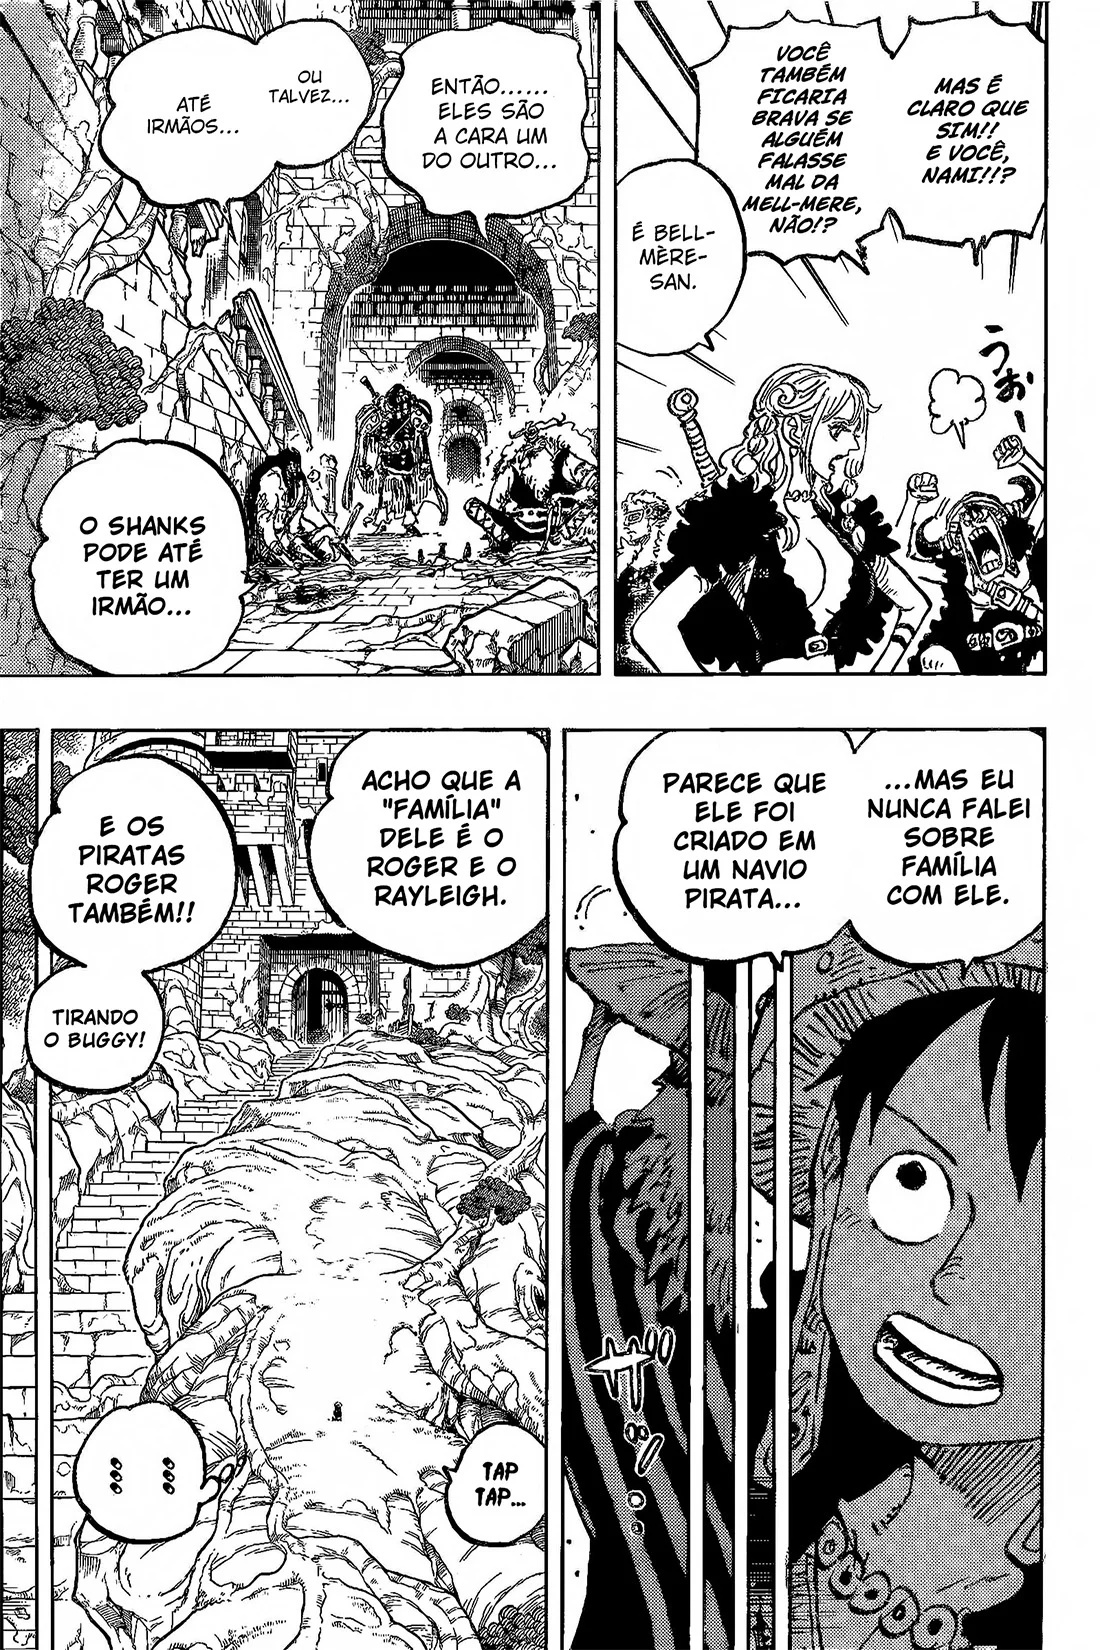 MAS É
CLARO QUE
SIM!!
E VOCÊ,
NAMI!!?
VOCÊ
TAMBÉM
FICARIA
BRAVA SE
ALGUÉM
FALASSE
MAL DA
MELL-MERE,
NÃO!?
É BELL-
MÈRE-
SAN.
うおー
ENTÃO......
ELES SÃO
A CARA UM
DO OUTRO...
OU
TALVEZ...
ATÉ
IRMÃOS...
O SHANKS
PODE ATÉ
TER UM
IRMÃO...
...MAS EU
NUNCA FALEI
SOBRE
FAMÍLIA
COM ELE.
PARECE QUE
ELE FOI
CRIADO EM
UM NAVIO
PIRATA...
ACHO QUE A
"FAMÍLIA"
DELE É O
ROGER E O
RAYLEIGH.
E OS
PIRATAS
ROGER
TAMBÉM!!
TIRANDO
O BUGGY!
TAP
TAP...
... ...
... ...